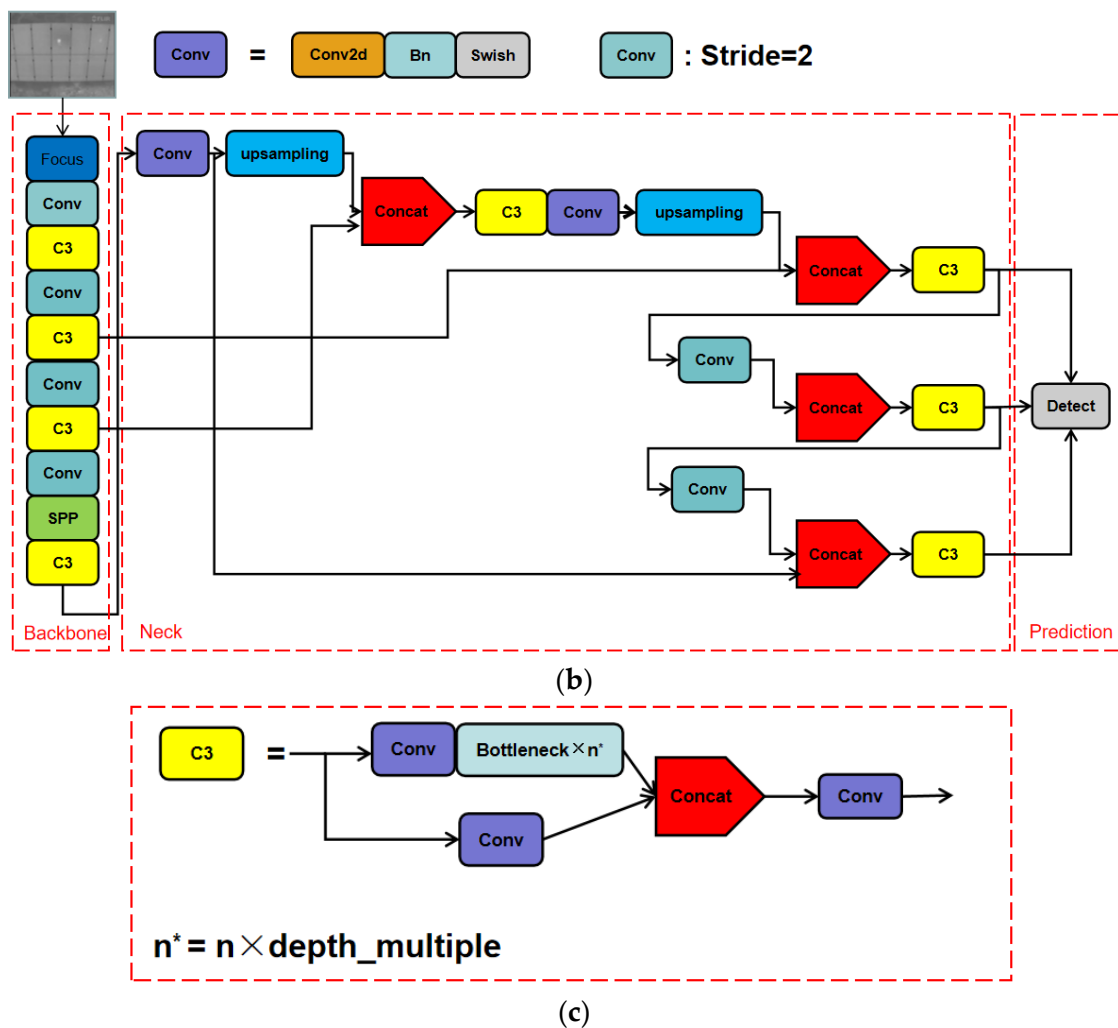 Conv = Conv2d Bn Swish Conv : Stride=2
Focus
Conv
C3
Conv
C3
Conv
C3
Conv
SPP
C3
Backbone
Conv upsampling
Concat C3 Conv upsampling
Concat C3
Conv
Concat C3
Conv
Concat C3
Neck
Detect
Prediction
(b)
C3 = Conv Bottleneck×n*
Conv
Concat Conv
n* = n×depth_multiple
(c)